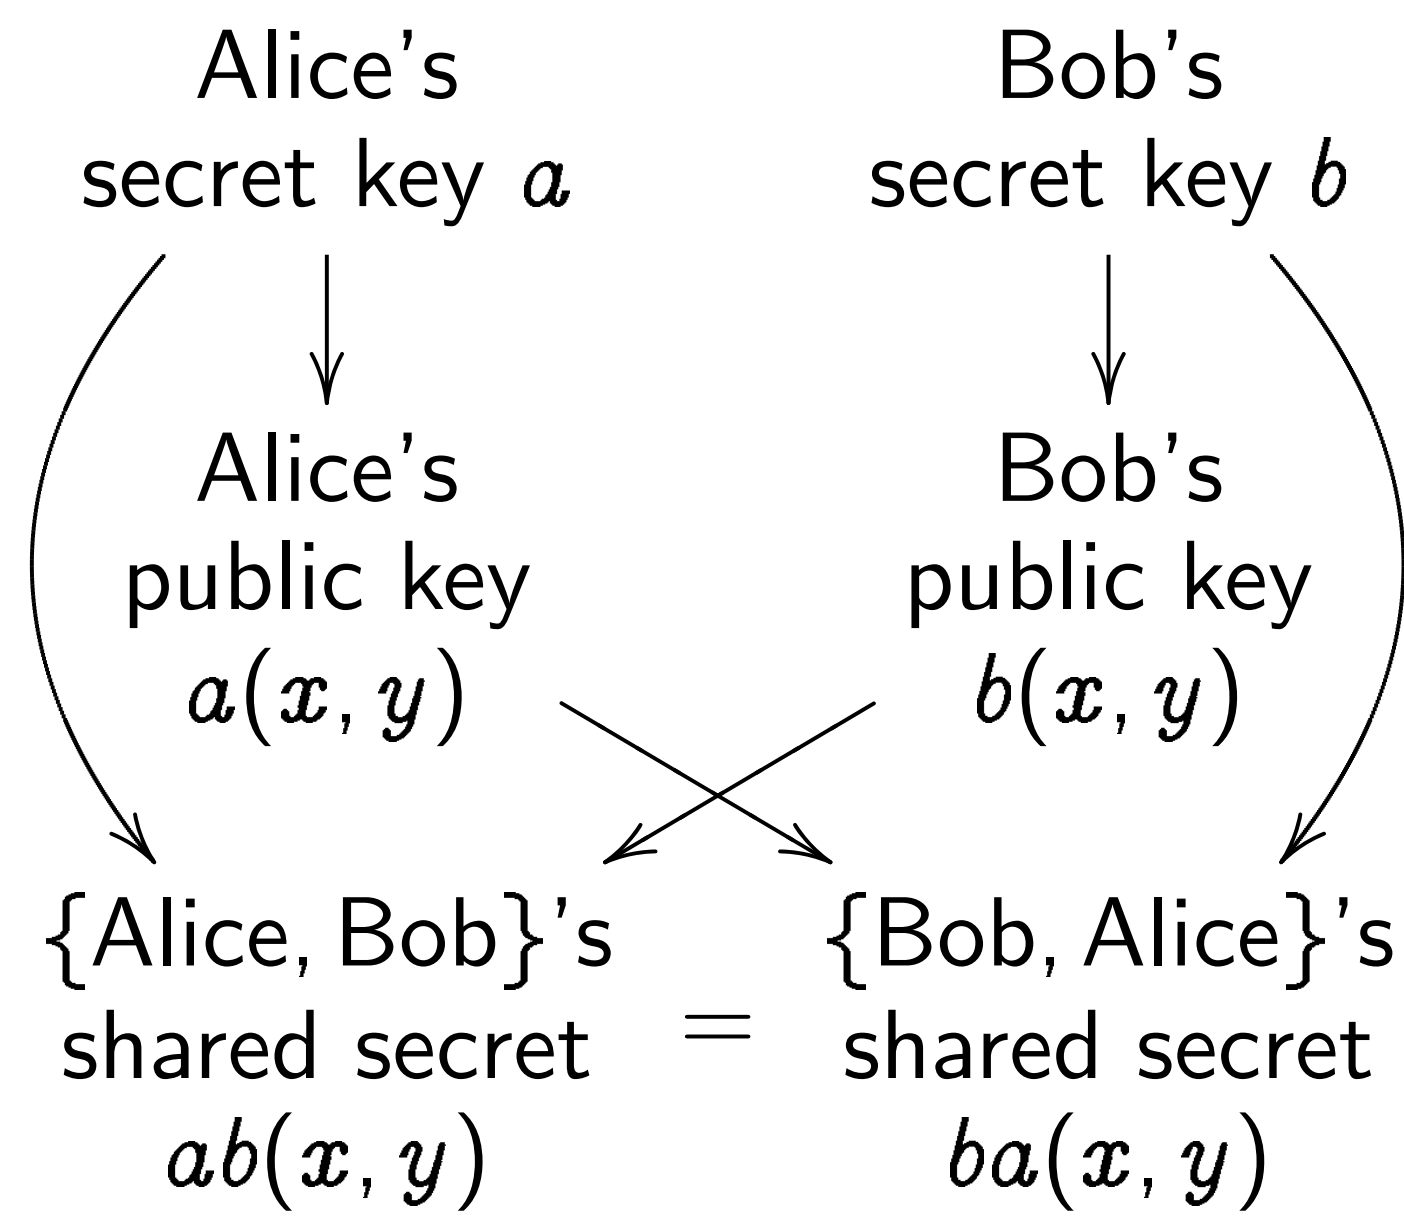 Alice's
secret key a
Bob's
secret key b
Alice's
public key
a(x, y)
Bob's
public key
b(x, y)
{Alice, Bob}'s
shared secret
ab(x, y)
=
{Bob, Alice}'s
shared secret
ba(x, y)